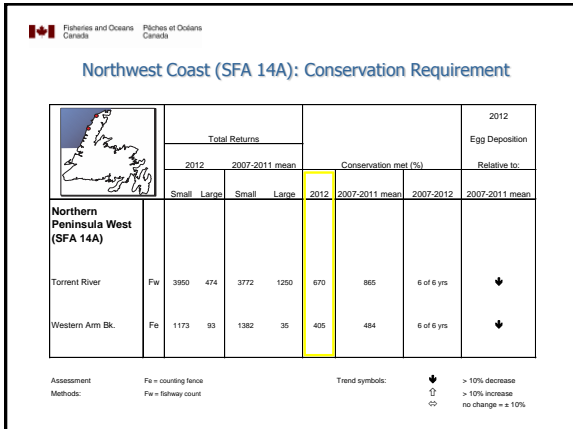 Fisheries and Oceans Pêches et Océans
Canada Canada
Northwest Coast (SFA 14A): Conservation Requirement
2012
Total Returns Egg Deposition
2012 2007-2011 mean Conservation met (%) Relative to:
Small Large Small Large 2012 2007-2011 mean 2007-2012 2007-2011 mean
Northern
Peninsula West
(SFA 14A)
Torrent River Fw 3950 474 3772 1250 670 865 6 of 6 yrs 🡇
Western Arm Bk. Fe 1173 93 1382 35 405 484 6 of 6 yrs 🡇
Assessment Fe = counting fence Trend symbols: 🡇 > 10% decrease
Methods: Fw = fishway count ⇧ > 10% increase
⬄ no change = ± 10%